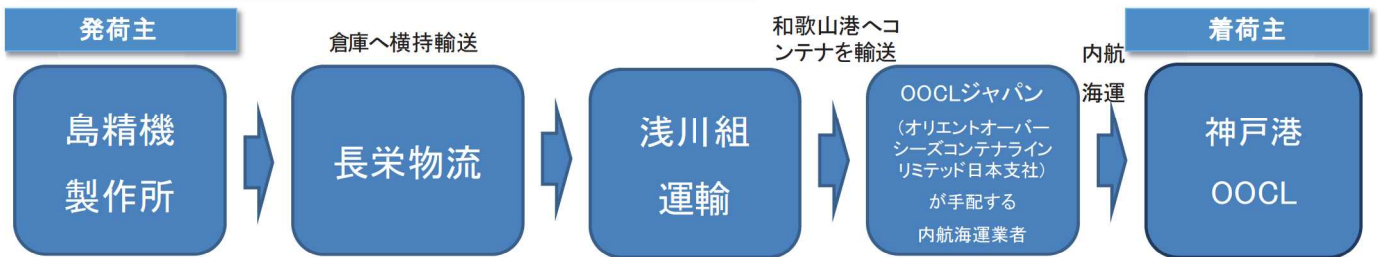 発荷主
倉庫へ横持輸送
和歌山港へコ
ンテナを輸送
内航
海運
着荷主
島精機
製作所
長栄物流
浅川組
運輸
OOCLジャパン
(オリエントオーバー
シーズコンテナライン
リミテッド日本支社)
が手配する
内航海運業者
神戸港
OOCL